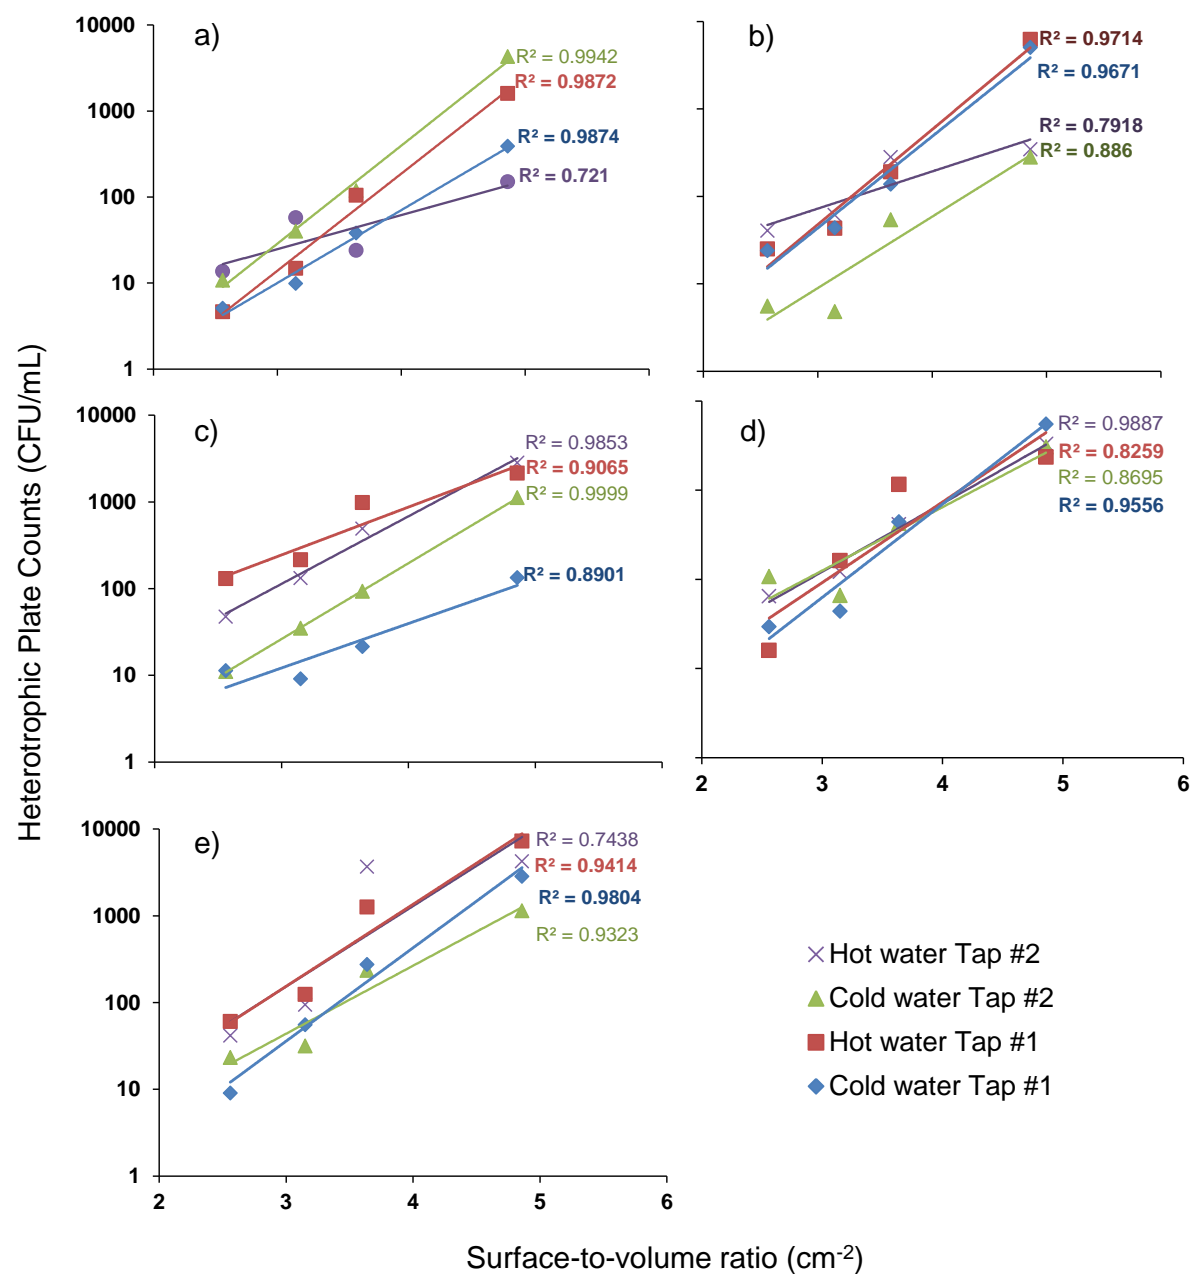 a)
10000
1000
100
10
1
R² = 0.9942
R² = 0.9872
R² = 0.9874
R² = 0.721
b)
R² = 0.9714
R² = 0.9671
R² = 0.7918
R² = 0.886
c)
10000
1000
100
10
1
R² = 0.9853
R² = 0.9065
R² = 0.9999
R² = 0.8901
d)
R² = 0.9887
R² = 0.8259
R² = 0.8695
R² = 0.9556
2 3 4 5 6
e)
10000
1000
100
10
1
R² = 0.7438
R² = 0.9414
R² = 0.9804
R² = 0.9323
2 3 4 5 6
Heterotrophic Plate Counts (CFU/mL)
Hot water Tap #2
Cold water Tap #2
Hot water Tap #1
Cold water Tap #1
Surface-to-volume ratio (cm⁻²)